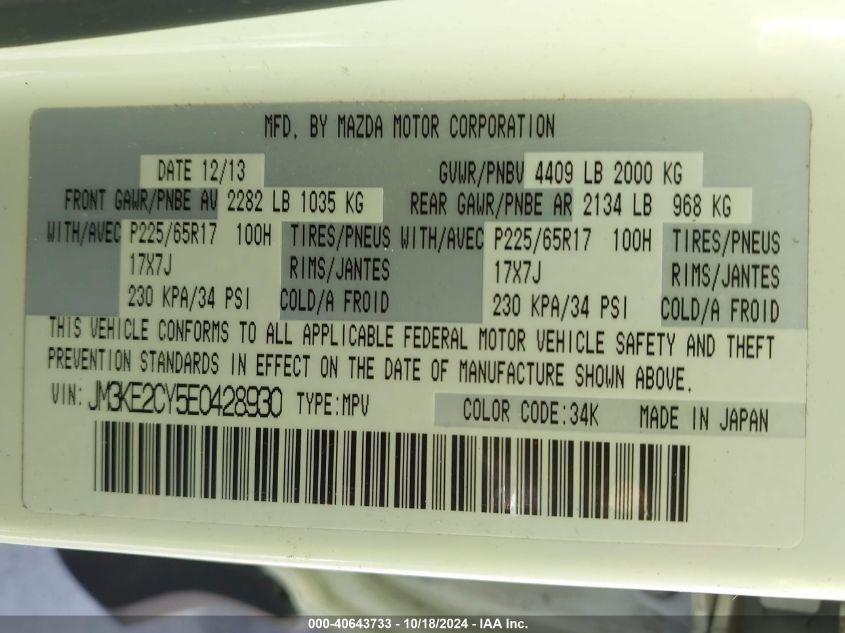 MFD. BY MAZDA MOTOR CORPORATION
DATE 12/13 GVWR/PNBV 4409 LB 2000 KG
FRONT GAWR/PNBE AV 2282 LB 1035 KG REAR GAWR/PNBE AR 2134 LB 968 KG
WITH/AVEC P225/65R17 100H TIRES/PNEUS WITH/AVEC P225/65R17 100H TIRES/PNEUS
17X7J RIMS/JANTES 17X7J RIMS/JANTES
230 KPA/34 PSI COLD/A FROID 230 KPA/34 PSI COLD/A FROID
THIS VEHICLE CONFORMS TO ALL APPLICABLE FEDERAL MOTOR VEHICLE SAFETY AND THEFT
PREVENTION STANDARDS IN EFFECT ON THE DATE OF MANUFACTURE SHOWN ABOVE.
VIN: JM3KE2CY5E0428930 TYPE:MPV COLOR CODE:34K MADE IN JAPAN
000-40643733 - 10/18/2024 - IAA Inc.